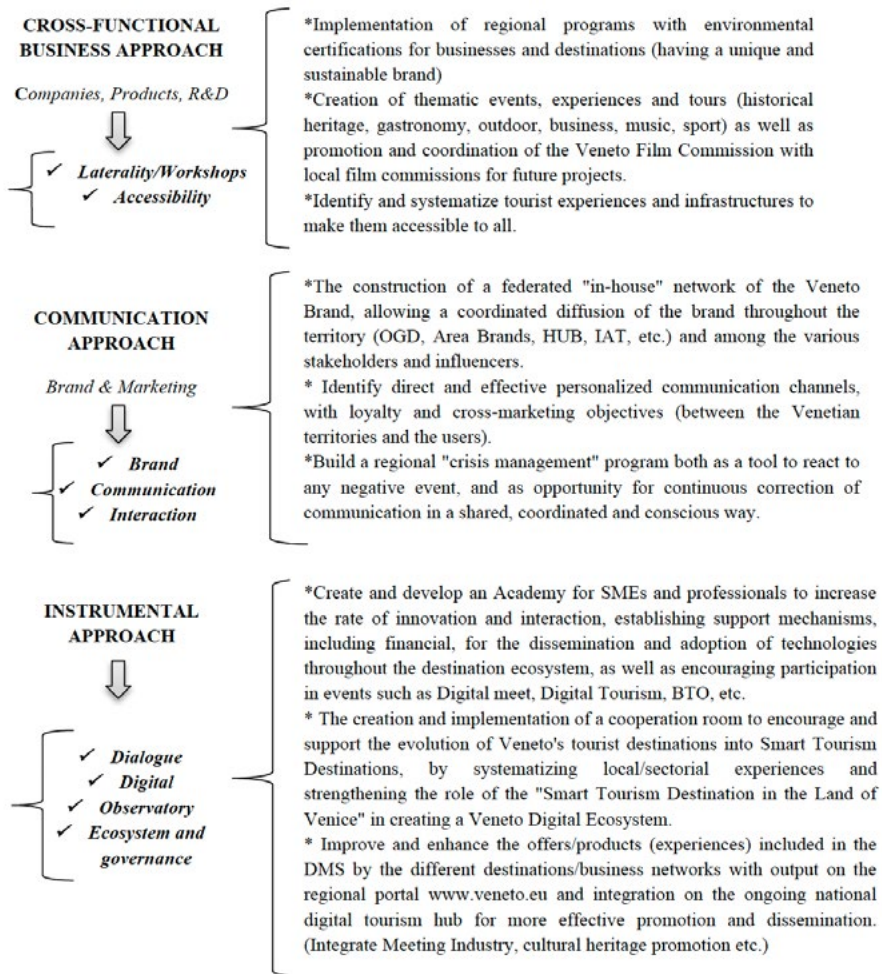 CROSS-FUNCTIONAL
BUSINESS APPROACH
Companies, Products, R&D
✓ Laterality/Workshops
✓ Accessibility
*Implementation of regional programs with environmental
certifications for businesses and destinations (having a unique and
sustainable brand)
*Creation of thematic events, experiences and tours (historical
heritage, gastronomy, outdoor, business, music, sport) as well as
promotion and coordination of the Veneto Film Commission with
local film commissions for future projects.
*Identify and systematize tourist experiences and infrastructures to
make them accessible to all.
COMMUNICATION
APPROACH
Brand & Marketing
✓ Brand
✓ Communication
✓ Interaction
*The construction of a federated "in-house" network of the Veneto
Brand, allowing a coordinated diffusion of the brand throughout the
territory (OGD, Area Brands, HUB, IAT, etc.) and among the various
stakeholders and influencers.
* Identify direct and effective personalized communication channels,
with loyalty and cross-marketing objectives (between the Venetian
territories and the users).
*Build a regional "crisis management" program both as a tool to react to
any negative event, and as opportunity for continuous correction of
communication in a shared, coordinated and conscious way.
INSTRUMENTAL
APPROACH
✓ Dialogue
✓ Digital
✓ Observatory
✓ Ecosystem and
governance
*Create and develop an Academy for SMEs and professionals to increase
the rate of innovation and interaction, establishing support mechanisms,
including financial, for the dissemination and adoption of technologies
throughout the destination ecosystem, as well as encouraging participation
in events such as Digital meet, Digital Tourism, BTO, etc.
* The creation and implementation of a cooperation room to encourage and
support the evolution of Veneto's tourist destinations into Smart Tourism
Destinations, by systematizing local/sectorial experiences and
strengthening the role of the "Smart Tourism Destination in the Land of
Venice" in creating a Veneto Digital Ecosystem.
* Improve and enhance the offers/products (experiences) included in the
DMS by the different destinations/business networks with output on the
regional portal www.veneto.eu and integration on the ongoing national
digital tourism hub for more effective promotion and dissemination.
(Integrate Meeting Industry, cultural heritage promotion etc.)